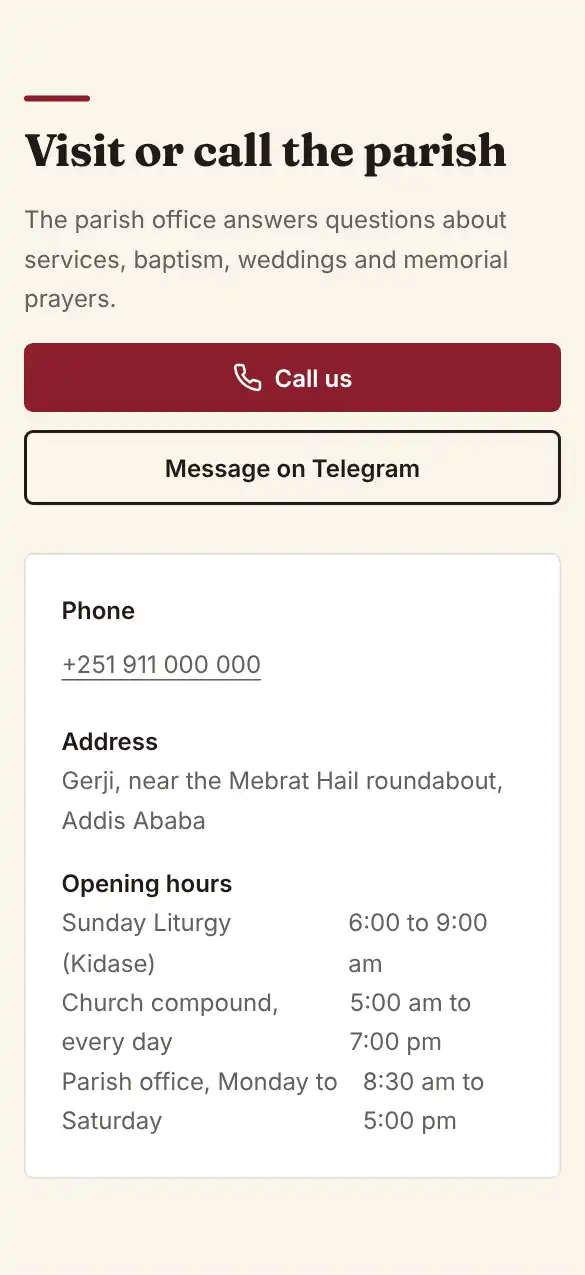 Visit or call the parish
The parish office answers questions about
services, baptism, weddings and memorial
prayers.
Call us
Message on Telegram
Phone
+251 911 000 000
Address
Gerji, near the Mebrat Hail roundabout,
Addis Ababa
Opening hours
Sunday Liturgy 6:00 to 9:00
(Kidase) am
Church compound, 5:00 am to
every day 7:00 pm
Parish office, Monday to 8:30 am to
Saturday 5:00 pm